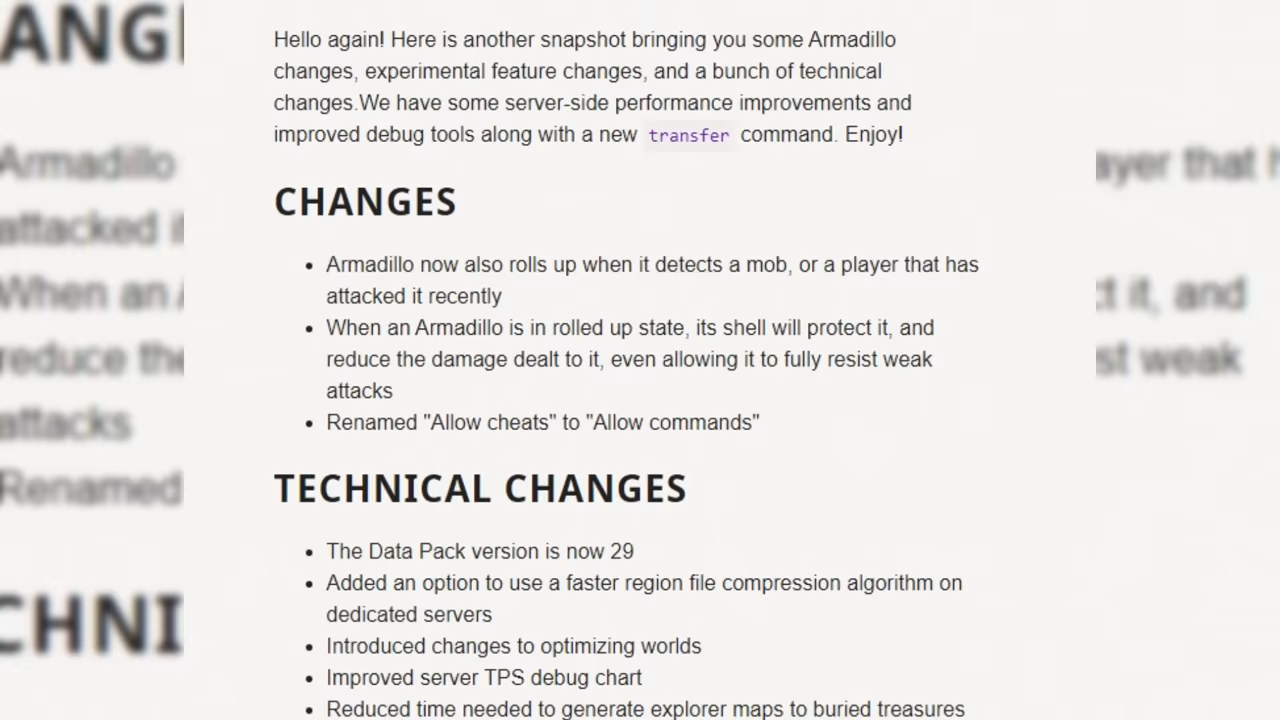 Hello again! Here is another snapshot bringing you some Armadillo
changes, experimental feature changes, and a bunch of technical
changes.We have some server-side performance improvements and
improved debug tools along with a new transfer command. Enjoy!
CHANGES
• Armadillo now also rolls up when it detects a mob, or a player that has
attacked it recently
• When an Armadillo is in rolled up state, its shell will protect it, and
reduce the damage dealt to it, even allowing it to fully resist weak
attacks
• Renamed "Allow cheats" to "Allow commands"
TECHNICAL CHANGES
• The Data Pack version is now 29
• Added an option to use a faster region file compression algorithm on
dedicated servers
• Introduced changes to optimizing worlds
• Improved server TPS debug chart
• Reduced time needed to generate explorer maps to buried treasures